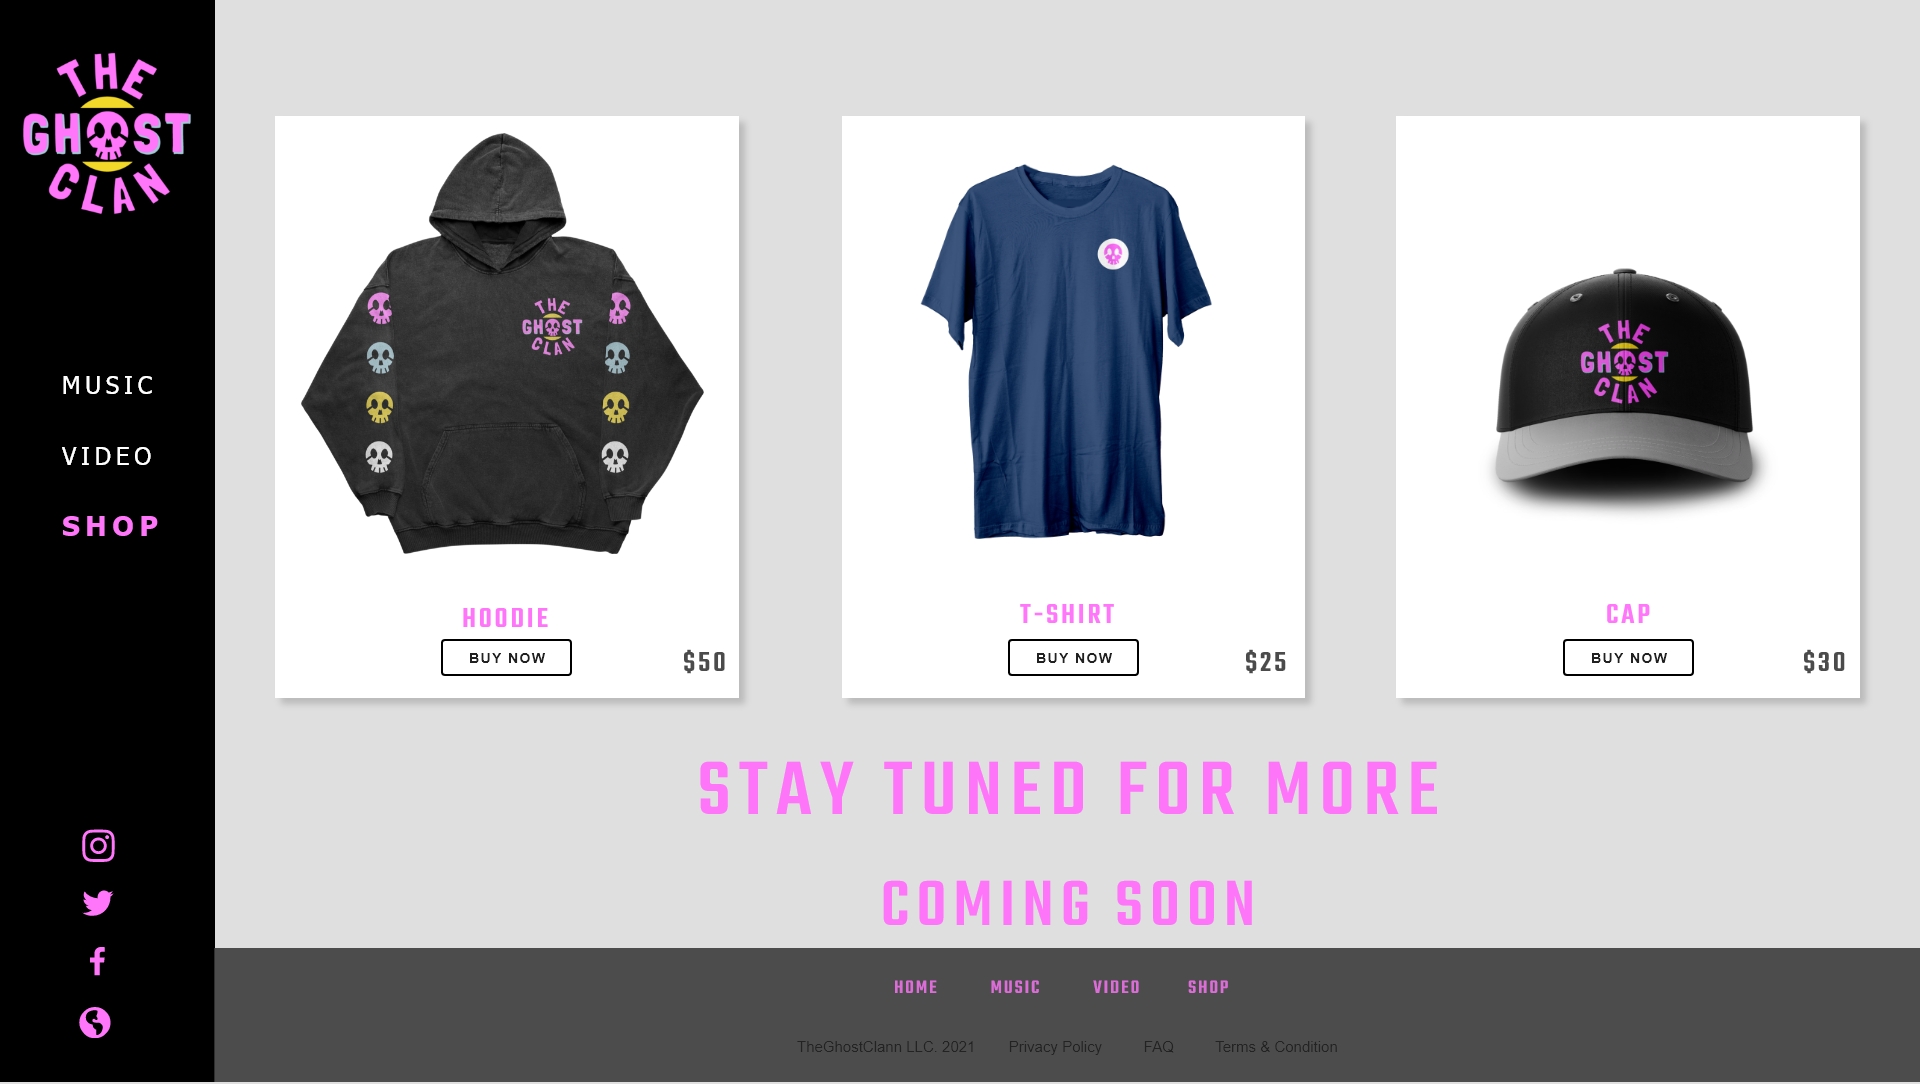 THE
GHOST
CLAN
MUSIC
VIDEO
SHOP
THE
GHOST
CLAN
HOODIE
BUY NOW
$50
T-SHIRT
BUY NOW
$25
THE
GHOST
CLAN
CAP
BUY NOW
$30
STAY TUNED FOR MORE
COMING SOON
HOME MUSIC VIDEO SHOP
TheGhostClann LLC. 2021 Privacy Policy FAQ Terms & Condition